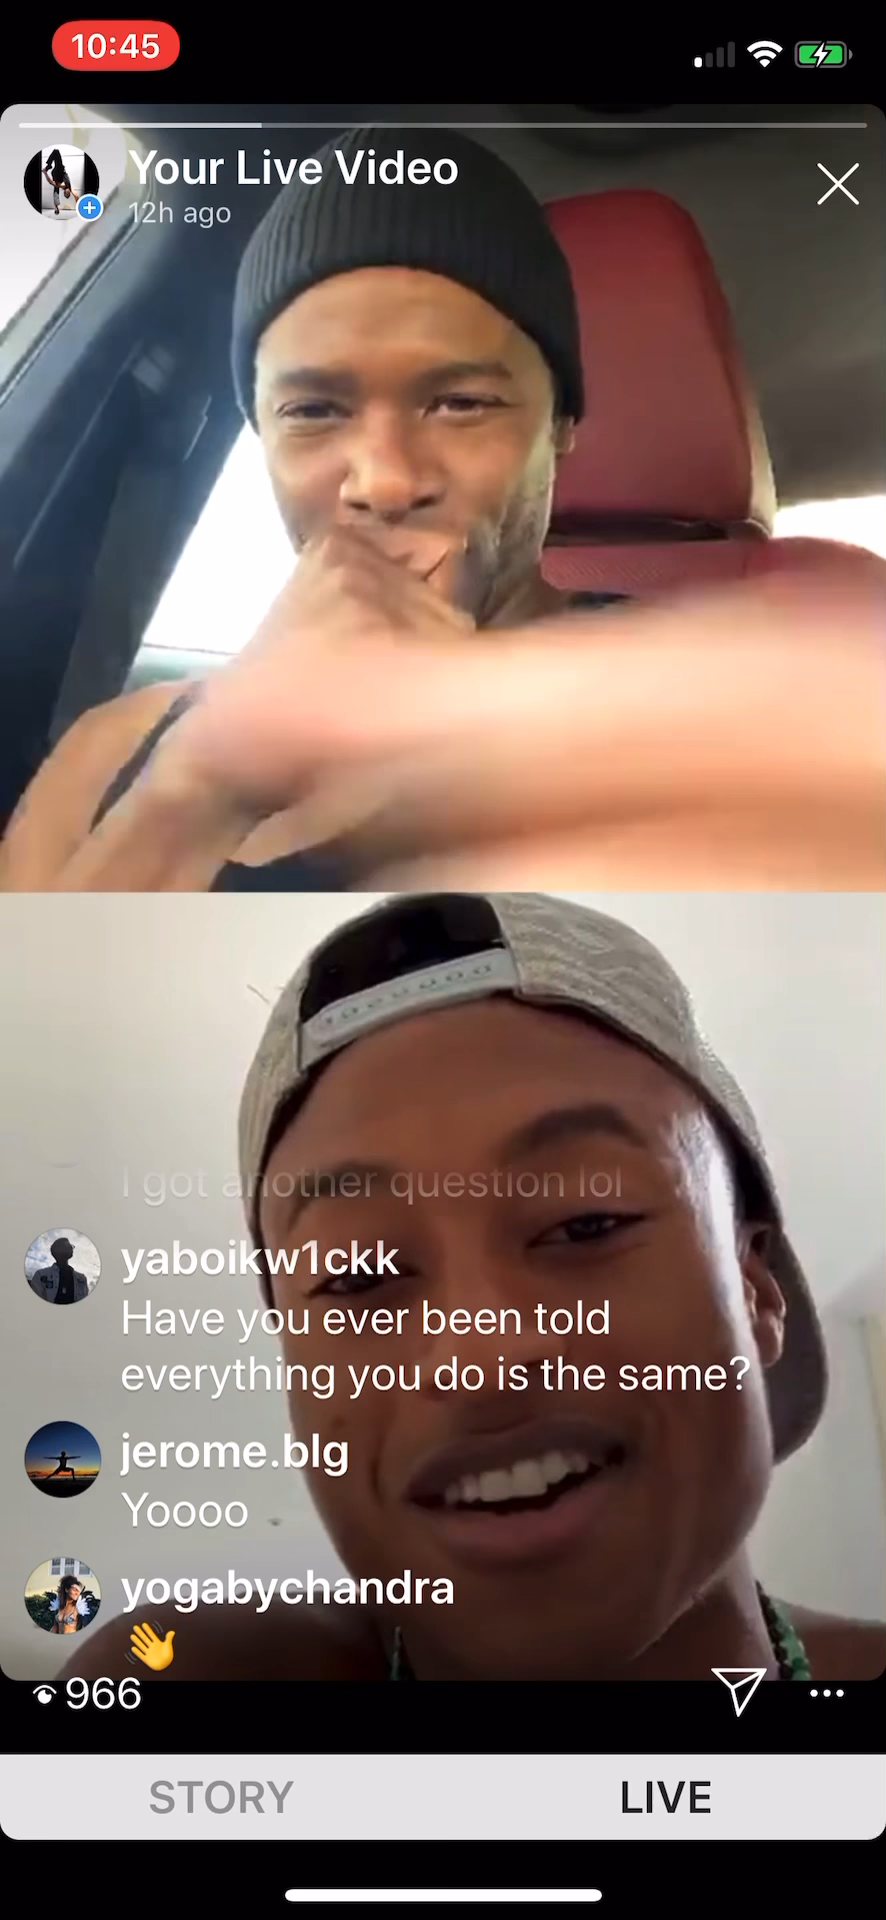 10:45
Your Live Video
12h ago
I got another question lol
yaboikw1ckk
Have you ever been told
everything you do is the same?
jerome.blg
Yoooo
yogabychandra
👋
966
STORY
LIVE